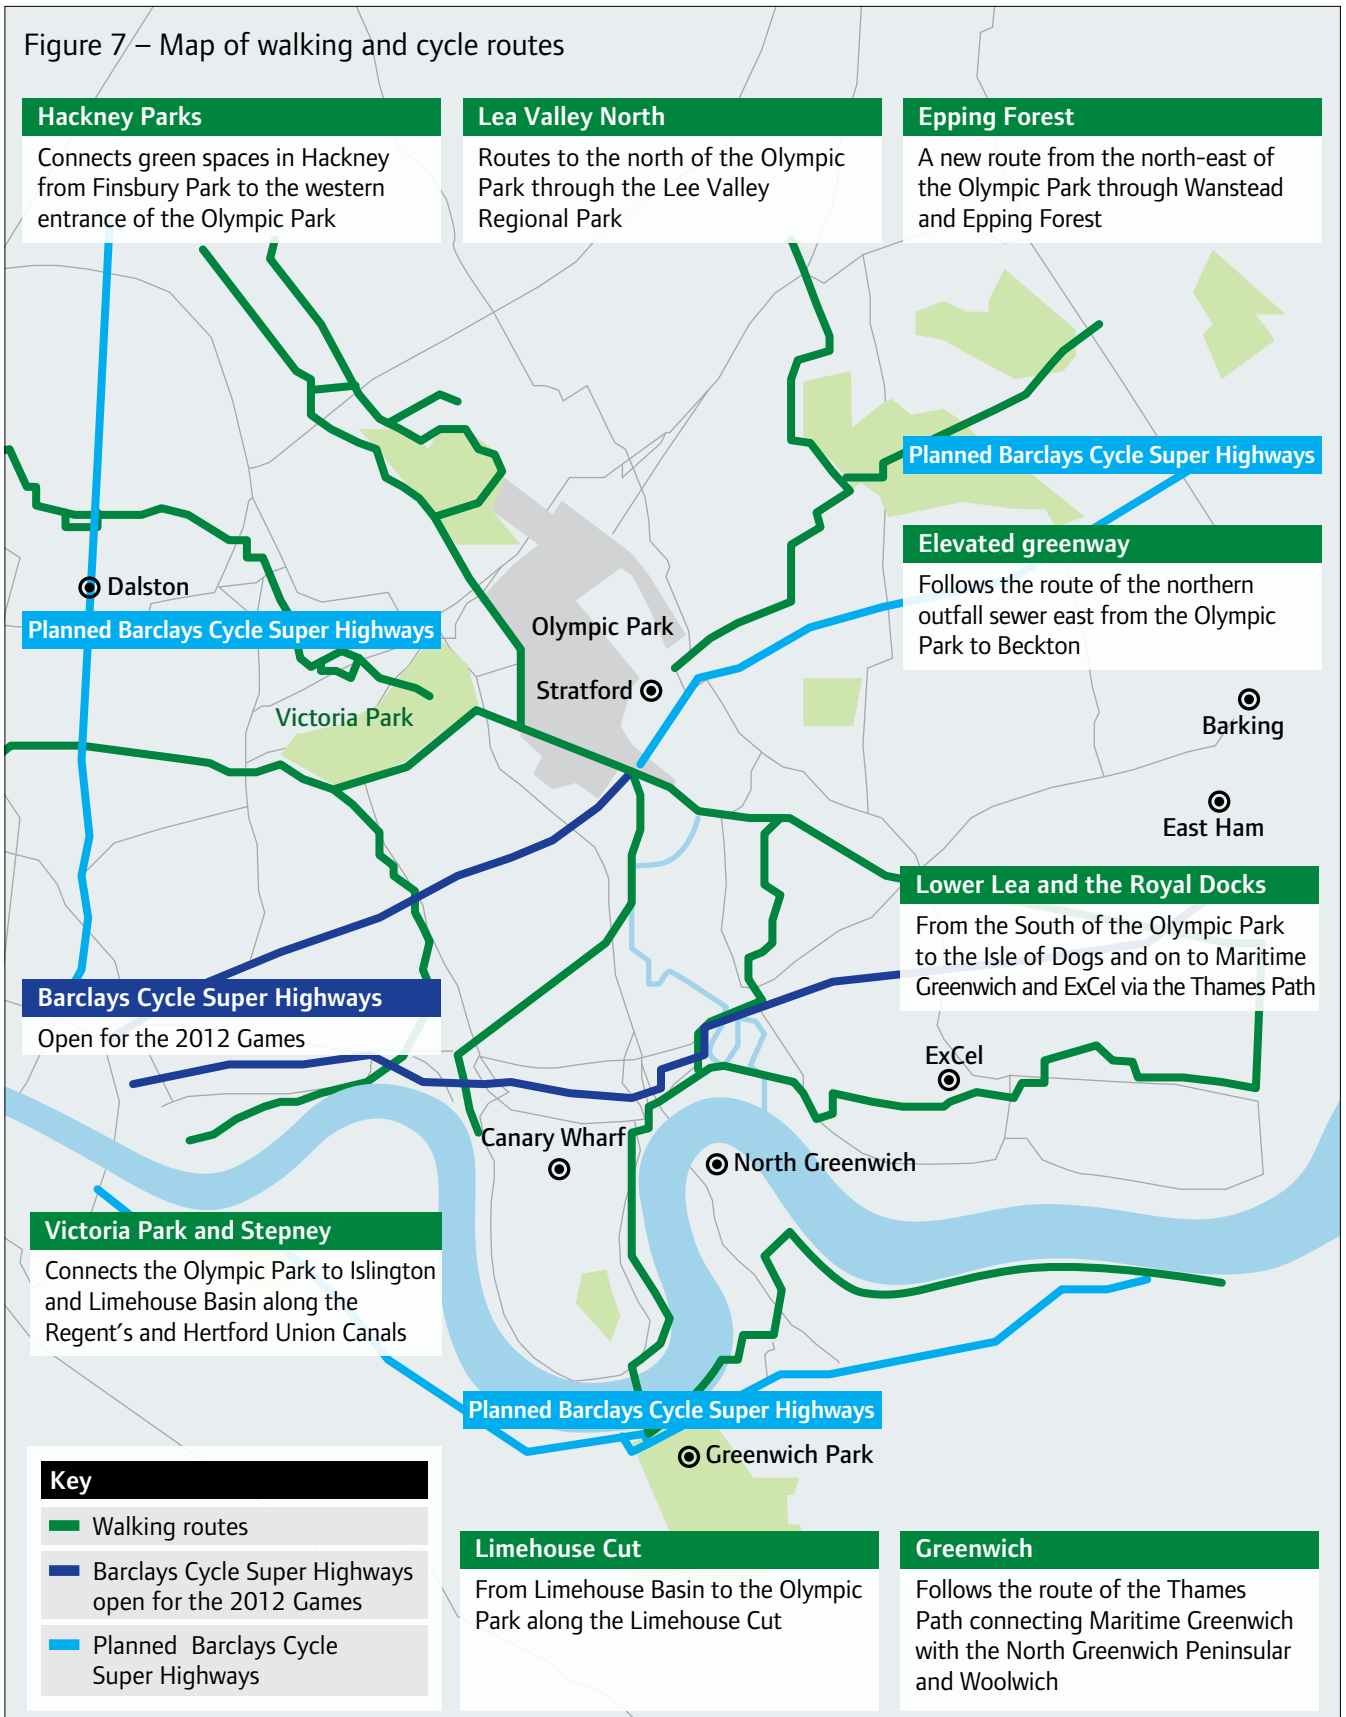 Figure 7 – Map of walking and cycle routes
Hackney Parks
Connects green spaces in Hackney
from Finsbury Park to the western
entrance of the Olympic Park
Lea Valley North
Routes to the north of the Olympic
Park through the Lee Valley
Regional Park
Epping Forest
A new route from the north-east of
the Olympic Park through Wanstead
and Epping Forest
Planned Barclays Cycle Super Highways
Elevated greenway
Follows the route of the northern
outfall sewer east from the Olympic
Park to Beckton
Dalston
Planned Barclays Cycle Super Highways
Olympic Park
Stratford
Victoria Park
Barking
East Ham
Lower Lea and the Royal Docks
From the South of the Olympic Park
to the Isle of Dogs and on to Maritime
Greenwich and ExCel via the Thames Path
Barclays Cycle Super Highways
Open for the 2012 Games
ExCel
Canary Wharf
North Greenwich
Victoria Park and Stepney
Connects the Olympic Park to Islington
and Limehouse Basin along the
Regent's and Hertford Union Canals
Planned Barclays Cycle Super Highways
Greenwich Park
Key
Walking routes
Barclays Cycle Super Highways
open for the 2012 Games
Planned Barclays Cycle
Super Highways
Limehouse Cut
From Limehouse Basin to the Olympic
Park along the Limehouse Cut
Greenwich
Follows the route of the Thames
Path connecting Maritime Greenwich
with the North Greenwich Peninsular
and Woolwich